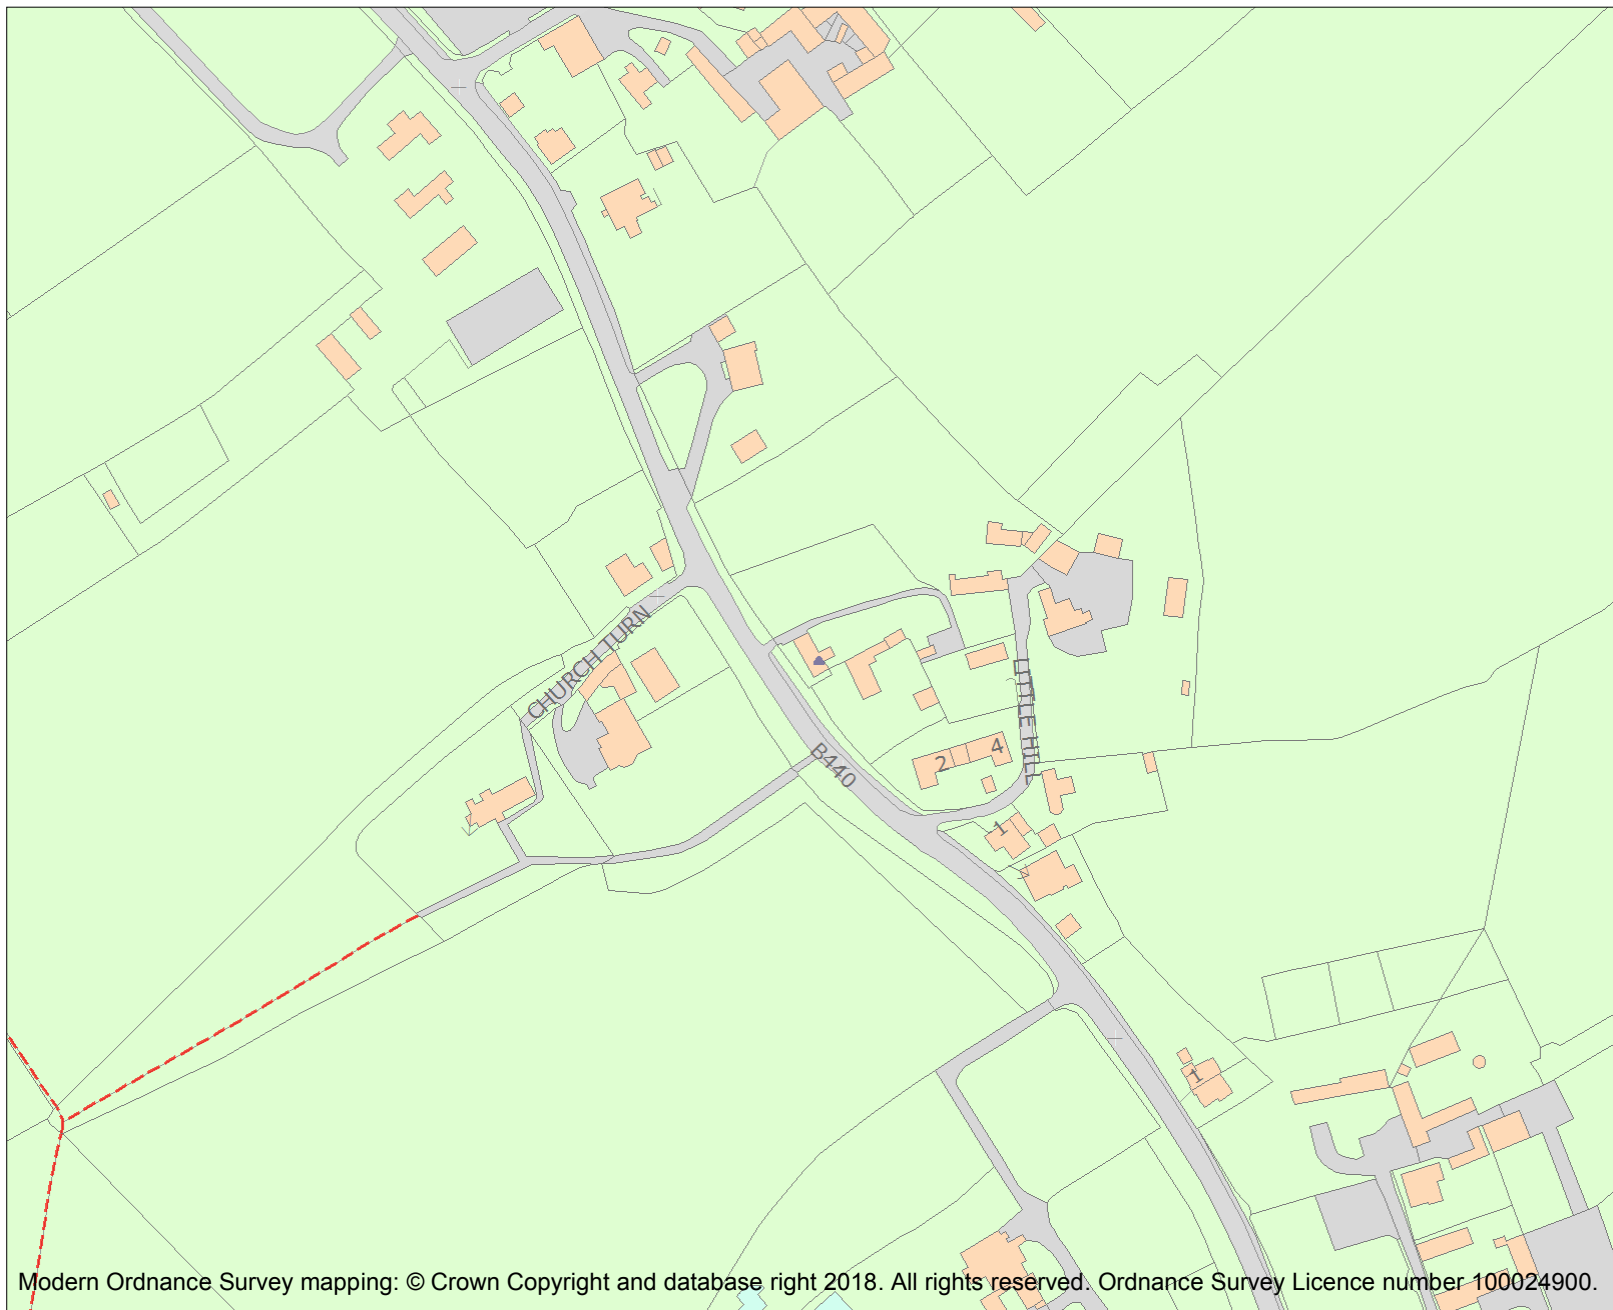 CHURCH TURN
LITTLE HILL
B440
2
4
1
1
Modern Ordnance Survey mapping: © Crown Copyright and database right 2018. All rights reserved. Ordnance Survey Licence number 100024900.